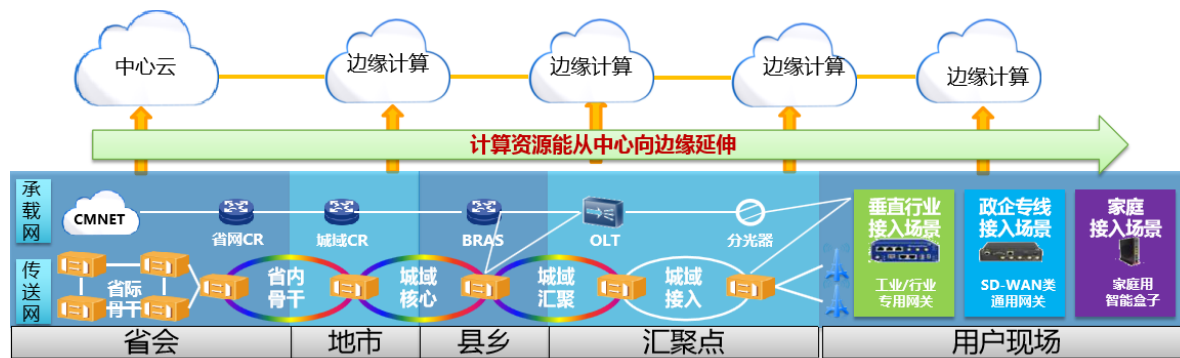 中心云
边缘计算
边缘计算
边缘计算
边缘计算
计算资源能从中心向边缘延伸
承载网
CMNET
省网CR
城域CR
BRAS
OLT
分光器
垂直行业
接入场景
工业/行业
专用网关
政企专线
接入场景
SD-WAN类
通用网关
家庭
接入场景
家庭用
智能盒子
传送网
省际
骨干
省内
骨干
城域
核心
城域
汇聚
城域
接入
省会
地市
县乡
汇聚点
用户现场